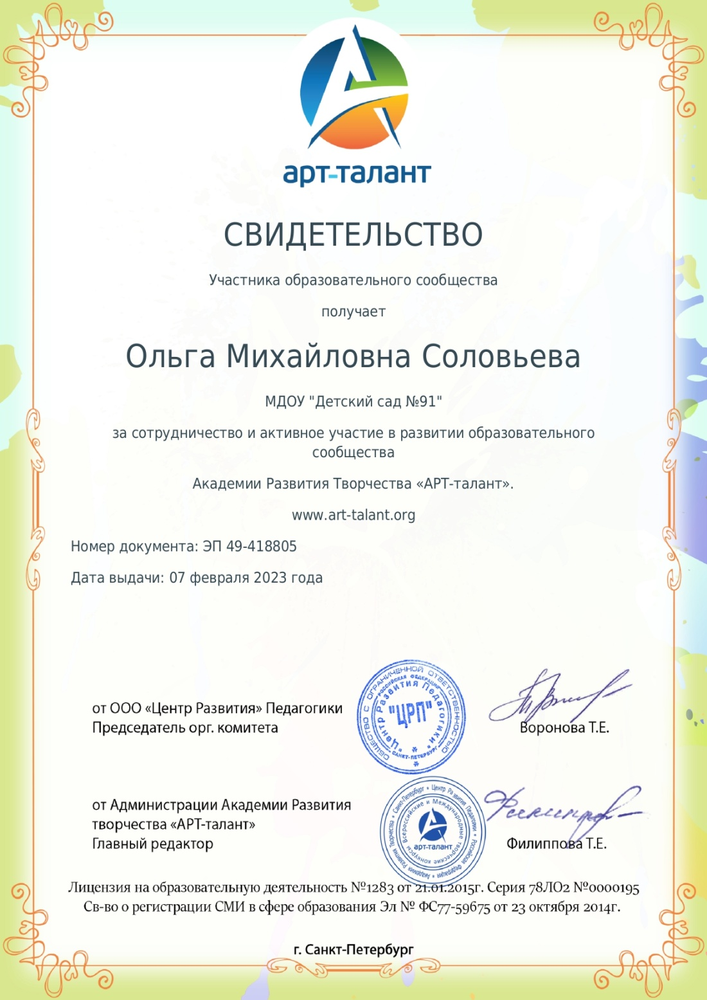 арт-талант
СВИДЕТЕЛЬСТВО
Участника образовательного сообщества
получает
Ольга Михайловна Соловьева
МДОУ "Детский сад №91"
за сотрудничество и активное участие в развитии образовательного
сообщества
Академии Развития Творчества «АРТ-талант».
www.art-talant.org
Номер документа: ЭП 49-418805
Дата выдачи: 07 февраля 2023 года
ОБЩЕСТВО С ОГРАНИЧЕННОЙ ОТВЕТСТВЕННОСТЬЮ
РОССИЙСКАЯ ФЕДЕРАЦИЯ
"Центр Развития Педагогики"
"ЦРП"
САНКТ-ПЕТЕРБУРГ
от ООО «Центр Развития» Педагогики
Председатель орг. комитета
Воронова Т.Е.
Академия Развития Творчества • Санкт-Петербург • Центр Развития Педагогики • Российская Федерация •
Всероссийские и Международные творческие конкурсы
арт-талант
от Администрации Академии Развития
творчества «АРТ-талант»
Главный редактор
Филиппова Т.Е.
Лицензия на образовательную деятельность №1283 от 21.01.2015г. Серия 78ЛО2 №0000195
Св-во о регистрации СМИ в сфере образования Эл № ФС77-59675 от 23 октября 2014г.
г. Санкт-Петербург